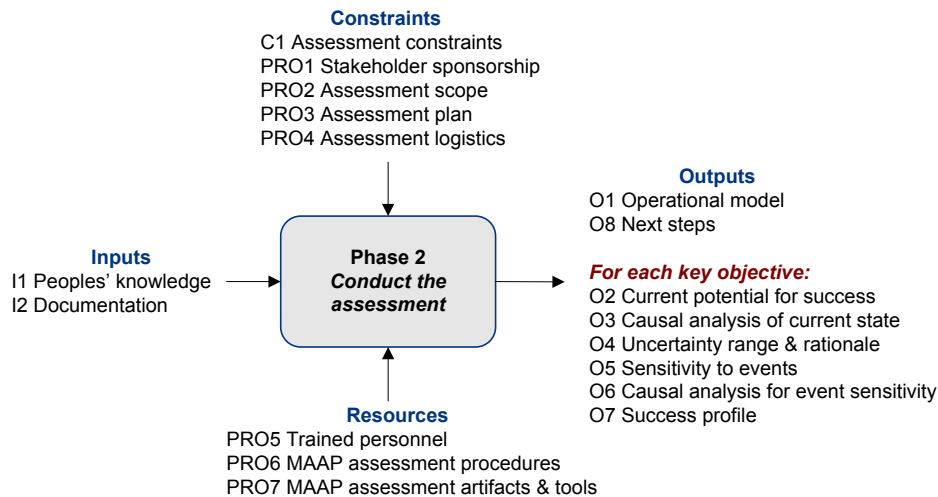 Constraints
C1 Assessment constraints
PRO1 Stakeholder sponsorship
PRO2 Assessment scope
PRO3 Assessment plan
PRO4 Assessment logistics
Inputs
I1 Peoples’ knowledge
I2 Documentation
Phase 2
Conduct the
assessment
Outputs
O1 Operational model
O8 Next steps
For each key objective:
O2 Current potential for success
O3 Causal analysis of current state
O4 Uncertainty range & rationale
O5 Sensitivity to events
O6 Causal analysis for event sensitivity
O7 Success profile
Resources
PRO5 Trained personnel
PRO6 MAAP assessment procedures
PRO7 MAAP assessment artifacts & tools